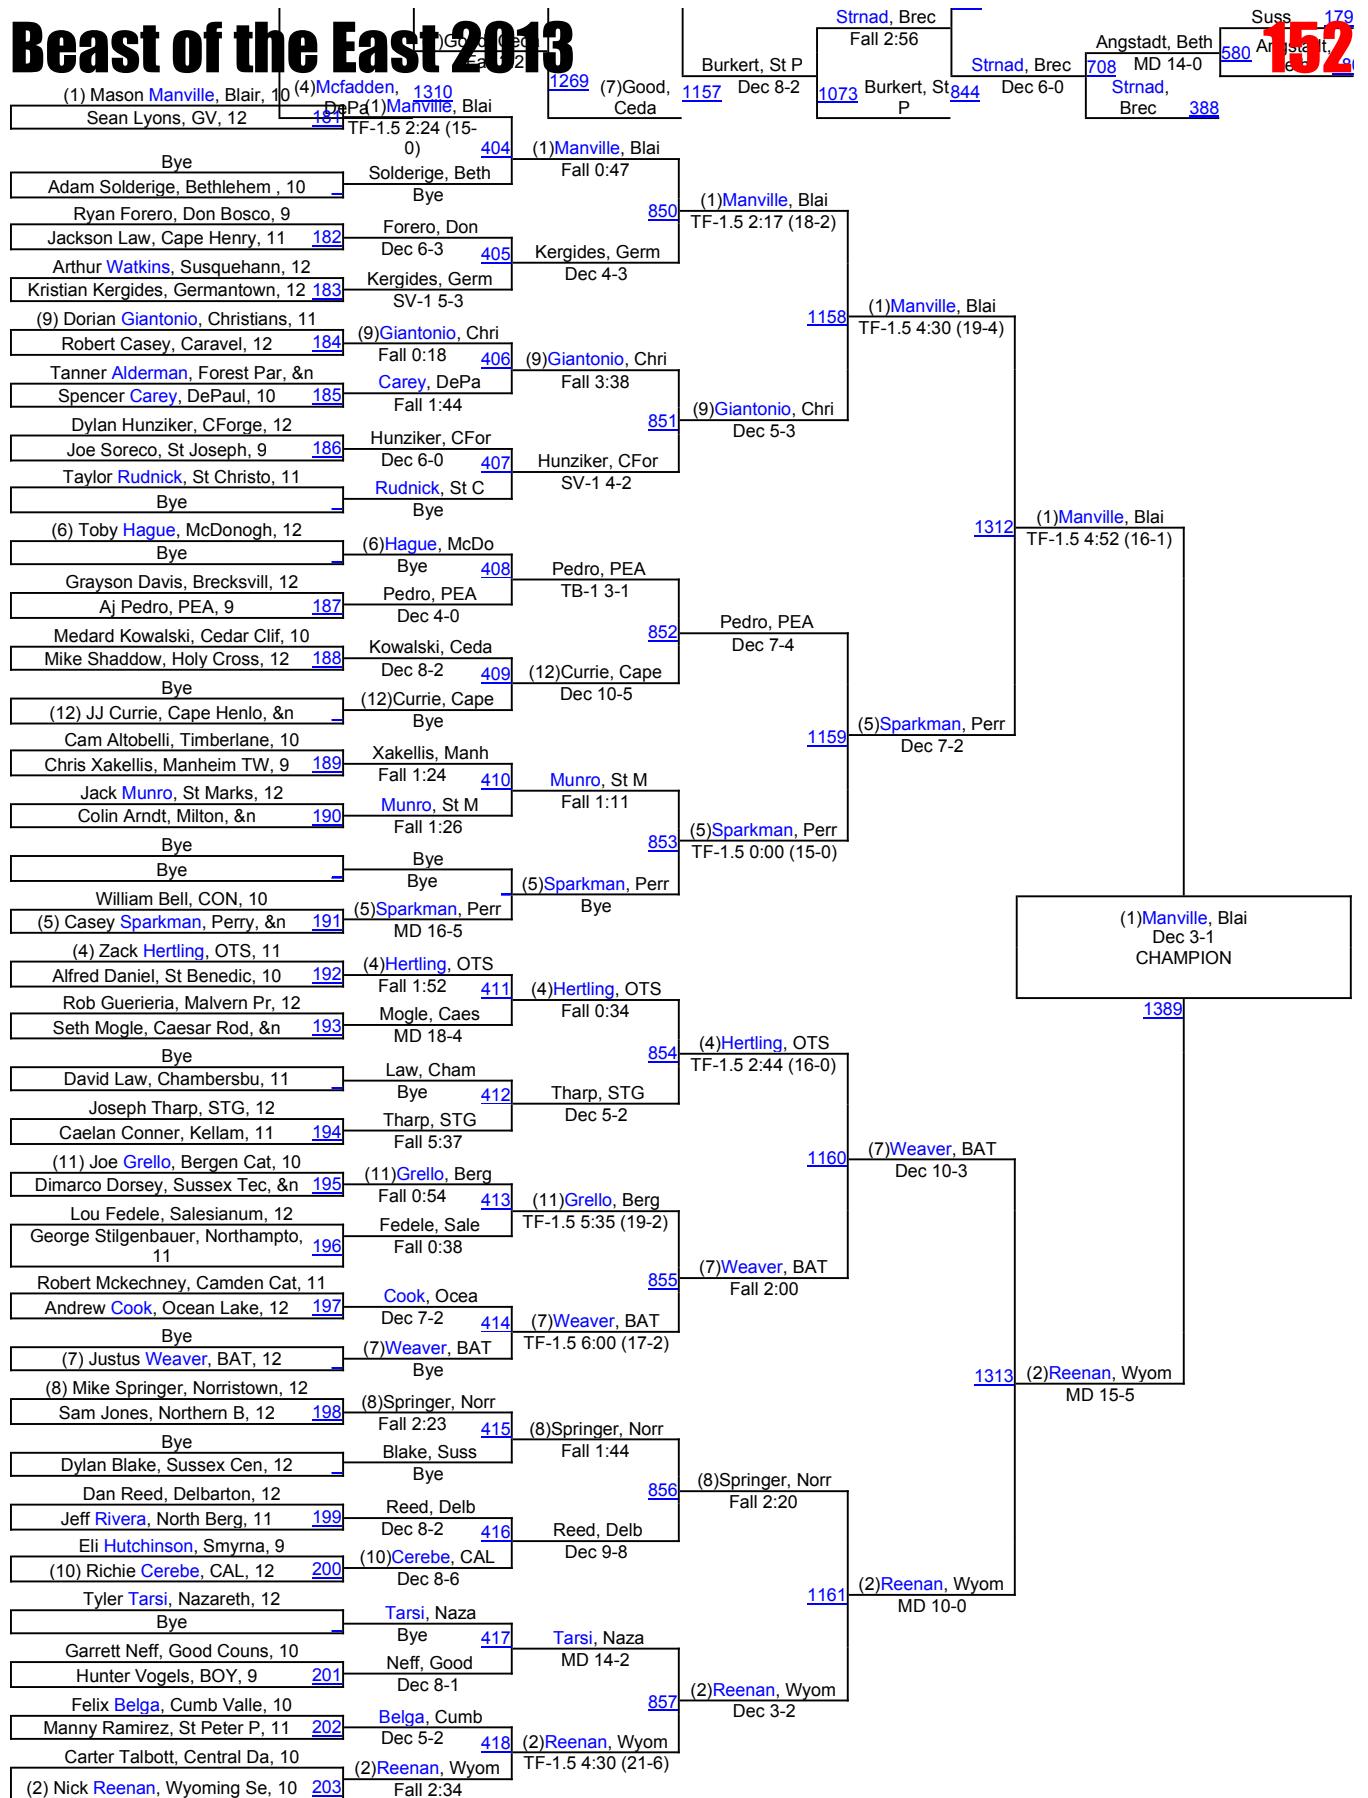 Beast of the East 2013
152
Strnad, Brec
Fall 2:56
Suss
179
Angstadt, Beth
MD 14-0
580
Burkert, St P
Dec 8-2
Strnad, Brec
Dec 6-0
708
1269
(7)Good,
Ceda
1157
1073
Burkert, St
P
844
Strnad,
Brec
388
(4)Mcfadden,
DePa
1310
(1) Mason Manville, Blair, 10
Sean Lyons, GV, 12
181
(1)Manville, Blai
TF-1.5 2:24 (15-
0)
404
(1)Manville, Blai
Fall 0:47
Bye
Adam Solderige, Bethlehem , 10
Solderige, Beth
Bye
850
(1)Manville, Blai
TF-1.5 2:17 (18-2)
Ryan Forero, Don Bosco, 9
Jackson Law, Cape Henry, 11 182
Forero, Don
Dec 6-3
405
Kergides, Germ
Dec 4-3
Arthur Watkins, Susquehann, 12
Kristian Kergides, Germantown, 12 183
Kergides, Germ
SV-1 5-3
1158
(1)Manville, Blai
TF-1.5 4:30 (19-4)
(9) Dorian Giantonio, Christians, 11
Robert Casey, Caravel, 12 184
(9)Giantonio, Chri
Fall 0:18
406
(9)Giantonio, Chri
Fall 3:38
Tanner Alderman, Forest Par, &n
Spencer Carey, DePaul, 10 185
Carey, DePa
Fall 1:44
851
(9)Giantonio, Chri
Dec 5-3
Dylan Hunziker, CForge, 12
Joe Soreco, St Joseph, 9 186
Hunziker, CFor
Dec 6-0
407
Hunziker, CFor
SV-1 4-2
Taylor Rudnick, St Christo, 11
Bye
Rudnick, St C
Bye
1312
(1)Manville, Blai
TF-1.5 4:52 (16-1)
(6) Toby Hague, McDonogh, 12
Bye
(6)Hague, McDo
Bye
408
Pedro, PEA
TB-1 3-1
Grayson Davis, Brecksvill, 12
Aj Pedro, PEA, 9 187
Pedro, PEA
Dec 4-0
852
Pedro, PEA
Dec 7-4
Medard Kowalski, Cedar Clif, 10
Mike Shaddow, Holy Cross, 12 188
Kowalski, Ceda
Dec 8-2
409
(12)Currie, Cape
Dec 10-5
Bye
(12) JJ Currie, Cape Henlo, &n
(12)Currie, Cape
Bye
1159
(5)Sparkman, Perr
Dec 7-2
Cam Altobelli, Timberlane, 10
Chris Xakellis, Manheim TW, 9 189
Xakellis, Manh
Fall 1:24
410
Munro, St M
Fall 1:11
Jack Munro, St Marks, 12
Colin Arndt, Milton, &n 190
Munro, St M
Fall 1:26
853
(5)Sparkman, Perr
TF-1.5 0:00 (15-0)
Bye
Bye
Bye
Bye
(5)Sparkman, Perr
Bye
William Bell, CON, 10
(5) Casey Sparkman, Perry, &n 191
(5)Sparkman, Perr
MD 16-5
(1)Manville, Blai
Dec 3-1
CHAMPION
1389
(4) Zack Hertling, OTS, 11
Alfred Daniel, St Benedic, 10 192
(4)Hertling, OTS
Fall 1:52
411
(4)Hertling, OTS
Fall 0:34
Rob Guerieria, Malvern Pr, 12
Seth Mogle, Caesar Rod, &n 193
Mogle, Caes
MD 18-4
854
(4)Hertling, OTS
TF-1.5 2:44 (16-0)
Bye
David Law, Chambersbu, 11
Law, Cham
Bye
412
Tharp, STG
Dec 5-2
Joseph Tharp, STG, 12
Caelan Conner, Kellam, 11 194
Tharp, STG
Fall 5:37
1160
(7)Weaver, BAT
Dec 10-3
(11) Joe Grello, Bergen Cat, 10
Dimarco Dorsey, Sussex Tec, &n 195
(11)Grello, Berg
Fall 0:54
413
(11)Grello, Berg
TF-1.5 5:35 (19-2)
Lou Fedele, Salesianum, 12
George Stilgenbauer, Northampto,
11
196
Fedele, Sale
Fall 0:38
855
(7)Weaver, BAT
Fall 2:00
Robert Mckechney, Camden Cat, 11
Andrew Cook, Ocean Lake, 12 197
Cook, Ocea
Dec 7-2
414
(7)Weaver, BAT
TF-1.5 6:00 (17-2)
Bye
(7) Justus Weaver, BAT, 12
(7)Weaver, BAT
Bye
1313
(2)Reenan, Wyom
MD 15-5
(8) Mike Springer, Norristown, 12
Sam Jones, Northern B, 12 198
(8)Springer, Norr
Fall 2:23
415
(8)Springer, Norr
Fall 1:44
Bye
Dylan Blake, Sussex Cen, 12
Blake, Suss
Bye
856
(8)Springer, Norr
Fall 2:20
Dan Reed, Delbarton, 12
Jeff Rivera, North Berg, 11 199
Reed, Delb
Dec 8-2
416
Reed, Delb
Dec 9-8
Eli Hutchinson, Smyrna, 9
(10) Richie Cerebe, CAL, 12 200
(10)Cerebe, CAL
Dec 8-6
1161
(2)Reenan, Wyom
MD 10-0
Tyler Tarsi, Nazareth, 12
Bye
Tarsi, Naza
Bye
417
Tarsi, Naza
MD 14-2
Garrett Neff, Good Couns, 10
Hunter Vogels, BOY, 9 201
Neff, Good
Dec 8-1
857
(2)Reenan, Wyom
Dec 3-2
Felix Belga, Cumb Valle, 10
Manny Ramirez, St Peter P, 11 202
Belga, Cumb
Dec 5-2
418
(2)Reenan, Wyom
TF-1.5 4:30 (21-6)
Carter Talbott, Central Da, 10
(2) Nick Reenan, Wyoming Se, 10 203
(2)Reenan, Wyom
Fall 2:34